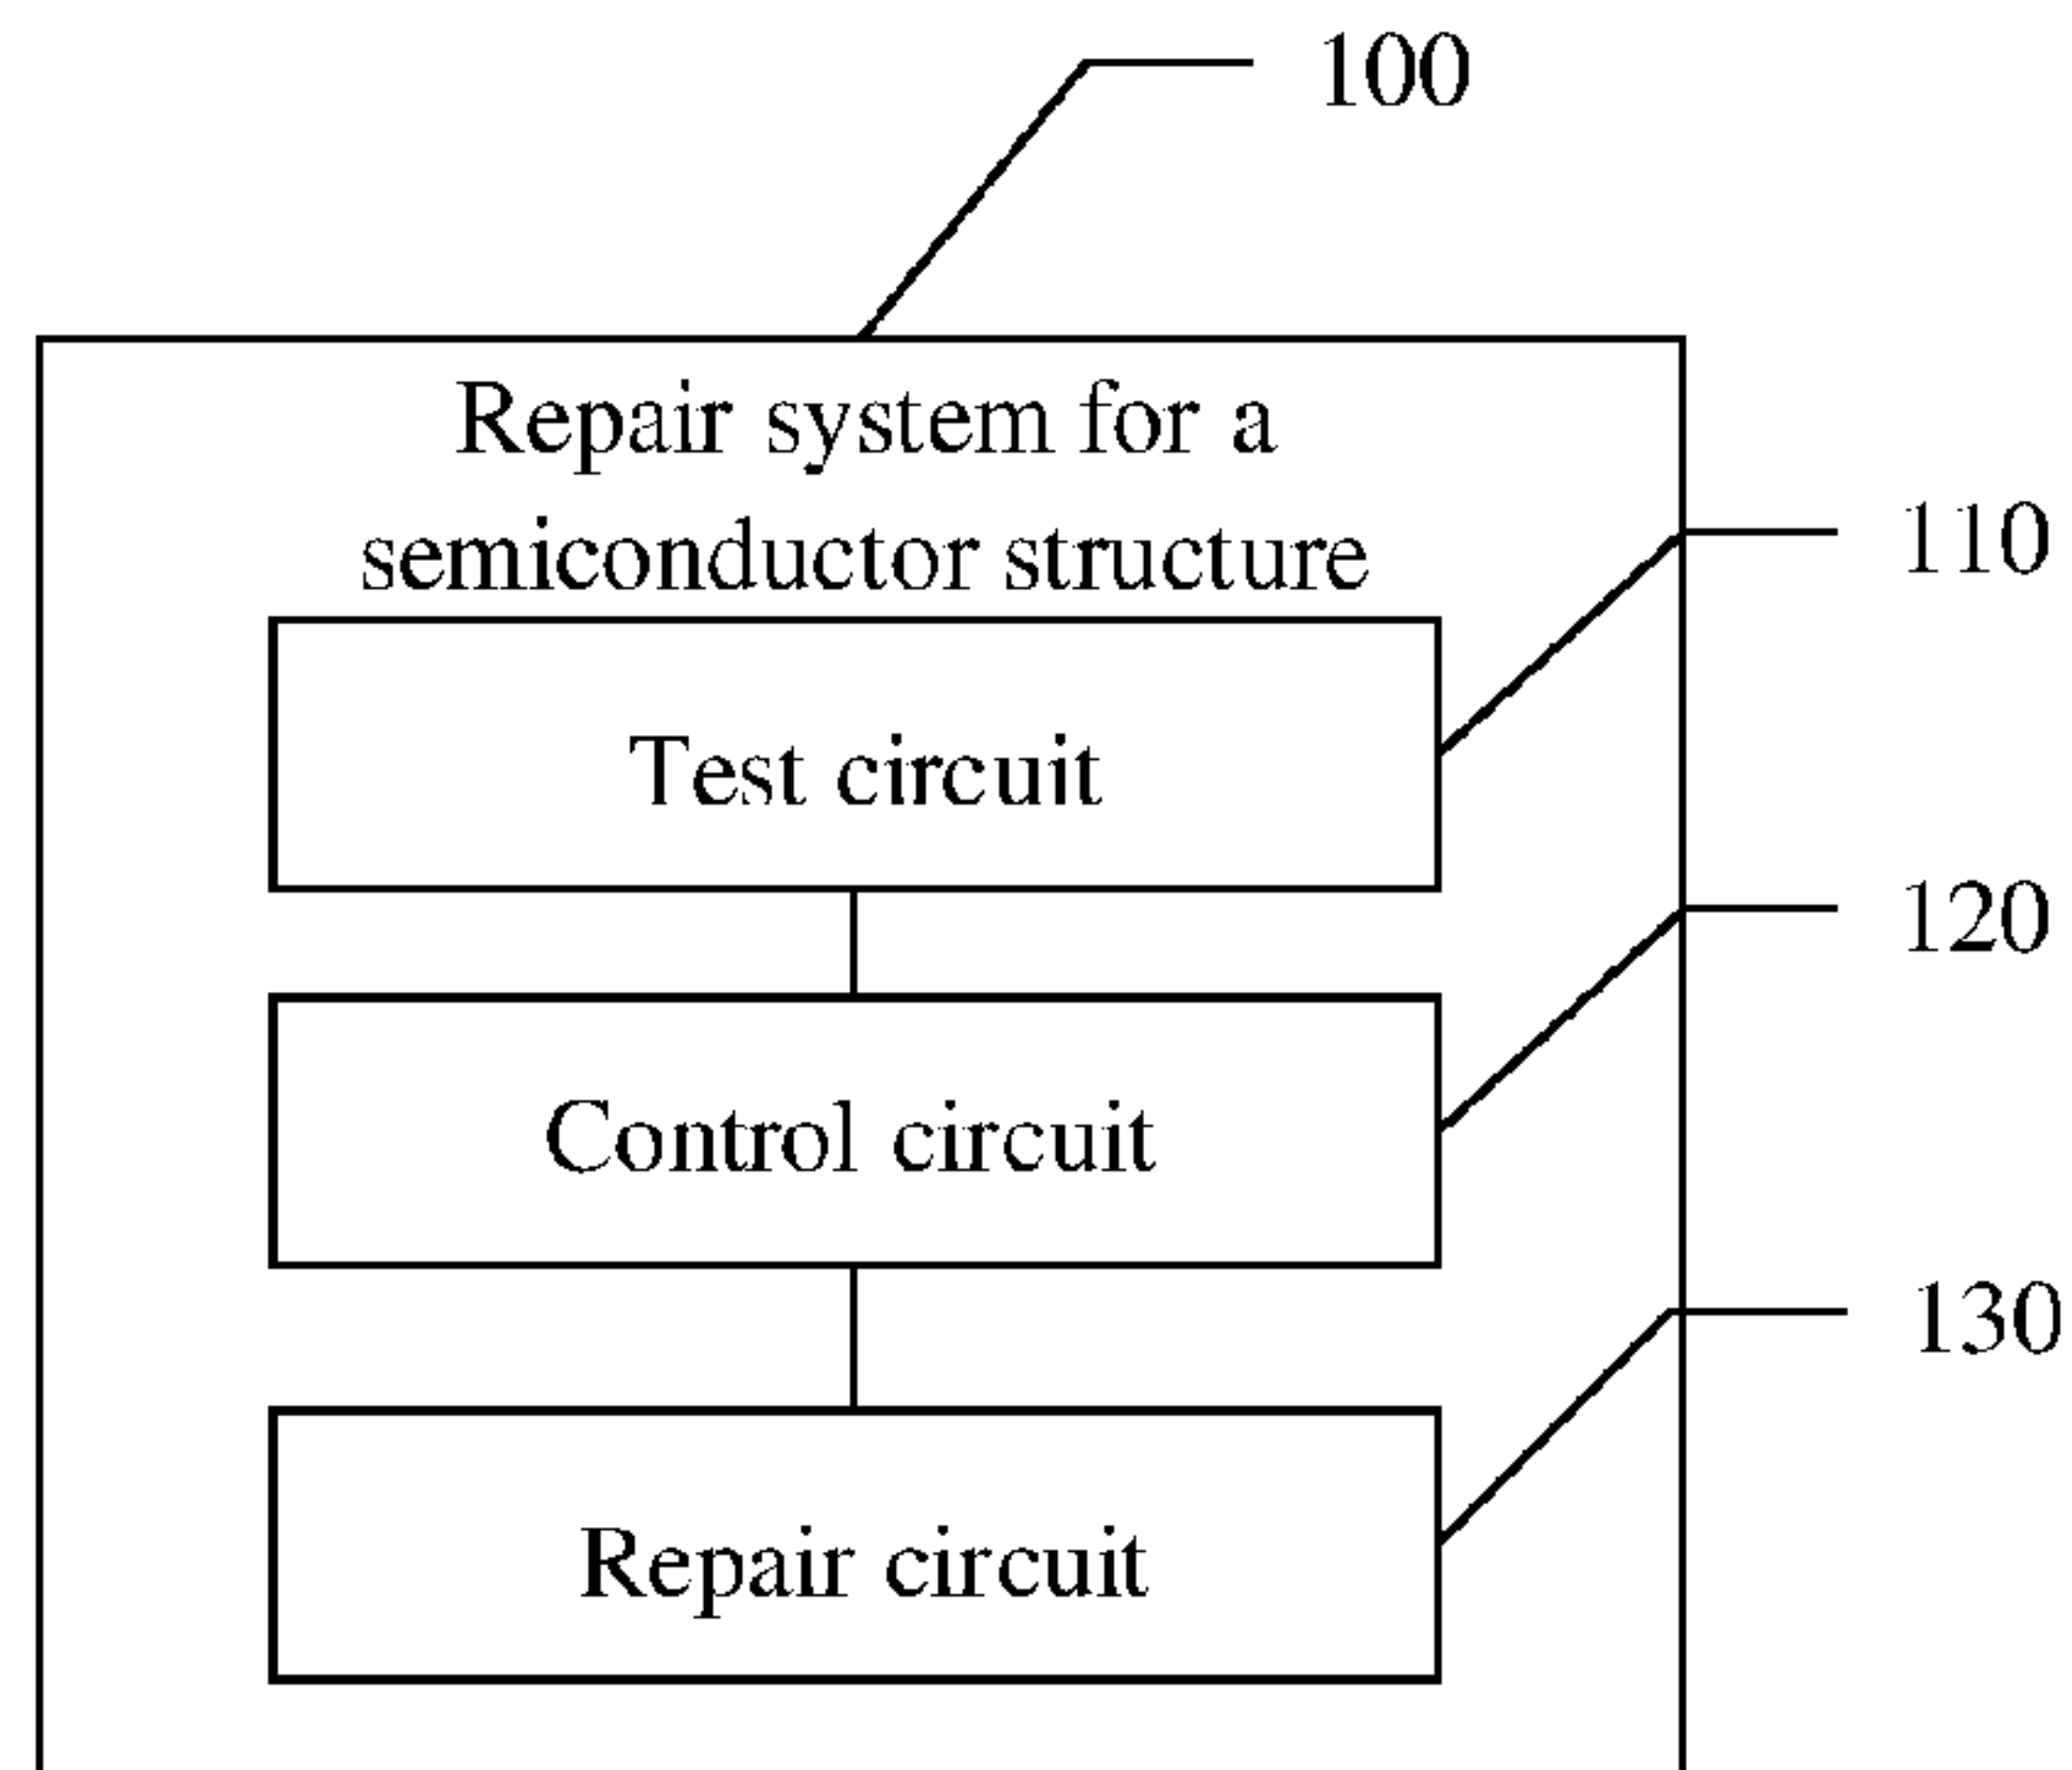 100
Repair system for a
semiconductor structure
110
Test circuit
120
Control circuit
130
Repair circuit